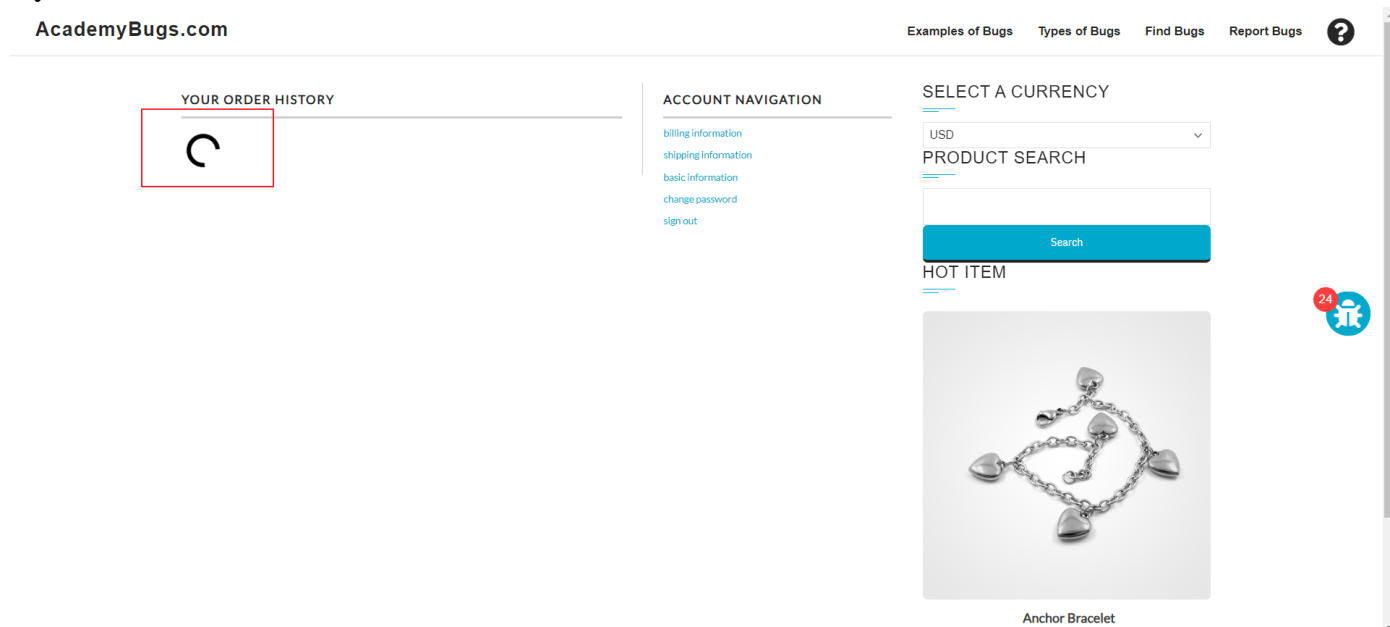 AcademyBugs.com
Examples of Bugs Types of Bugs Find Bugs Report Bugs ?
YOUR ORDER HISTORY
ACCOUNT NAVIGATION
billing information
shipping information
basic information
change password
sign out
SELECT A CURRENCY
USD
PRODUCT SEARCH
Search
HOT ITEM
24
Anchor Bracelet